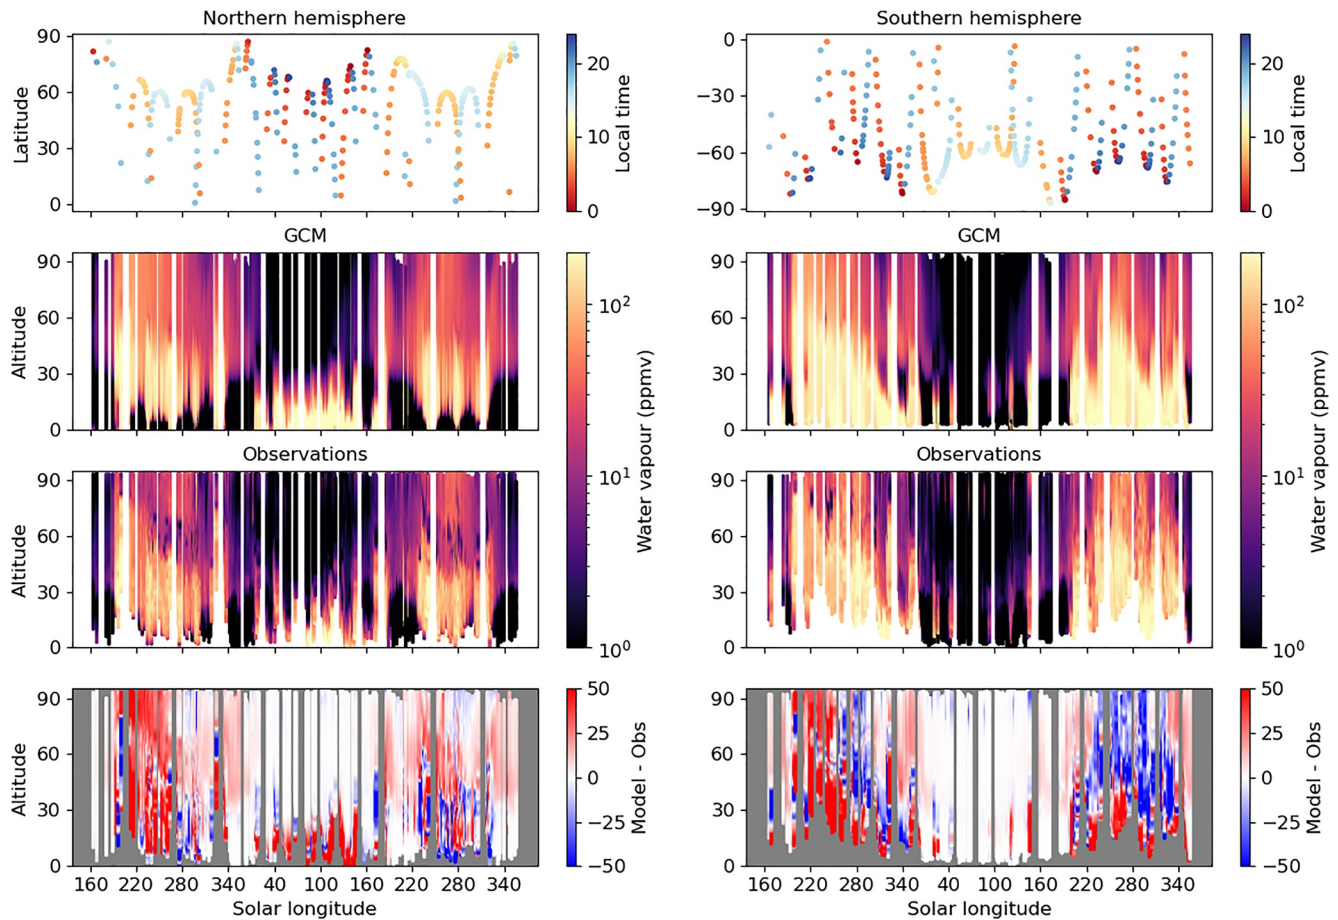 Northern hemisphere
Southern hemisphere
90
60
30
0
Latitude
20
10
0
Local time
0
−30
−60
−90
20
10
0
Local time
GCM
GCM
90
60
30
0
Altitude
90
60
30
0
Observations
Observations
90
60
30
0
Altitude
90
60
30
0
10²
10¹
10⁰
Water vapour (ppmv)
10²
10¹
10⁰
Water vapour (ppmv)
90
60
30
0
Altitude
50
25
0
−25
−50
Model - Obs
90
60
30
0
50
25
0
−25
−50
Model - Obs
160 220 280 340 40 100 160 220 280 340
160 220 280 340 40 100 160 220 280 340
Solar longitude
Solar longitude